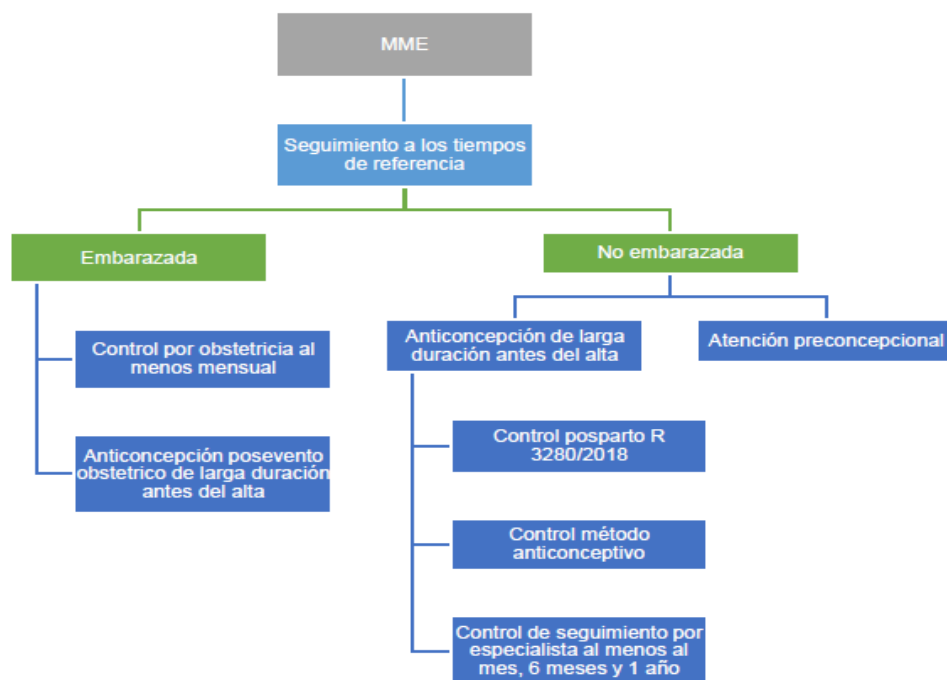 MME
Seguimiento a los tiempos
de referencia
Embarazada
No embarazada
Control por obstetricia al
menos mensual
Anticoncepción posevento
obstetrico de larga duración
antes del alta
Anticoncepción de larga
duración antes del alta
Atención preconcepcional
Control posparto R
3280/2018
Control método
anticonceptivo
Control de seguimiento por
especialista al menos al
mes, 6 meses y 1 año